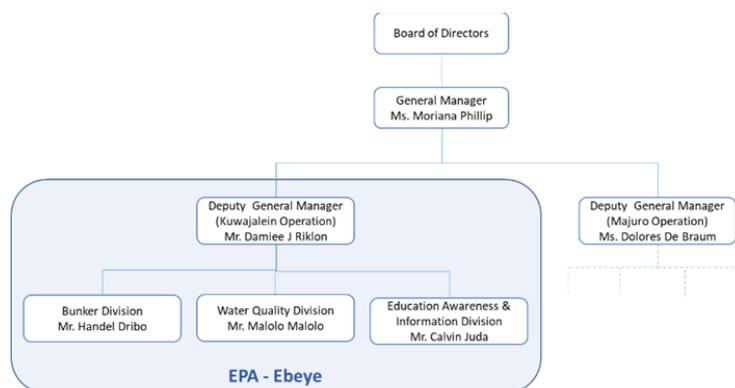 Board of Directors
General Manager
Ms. Moriana Phillip
Deputy General Manager
(Kuwajalein Operation)
Mr. Damiee J Riklon
Deputy General Manager
(Majuro Operation)
Ms. Dolores De Braum
Bunker Division
Mr. Handel Dribo
Water Quality Division
Mr. Malolo Malolo
Education Awareness &
Information Division
Mr. Calvin Juda
EPA - Ebeye